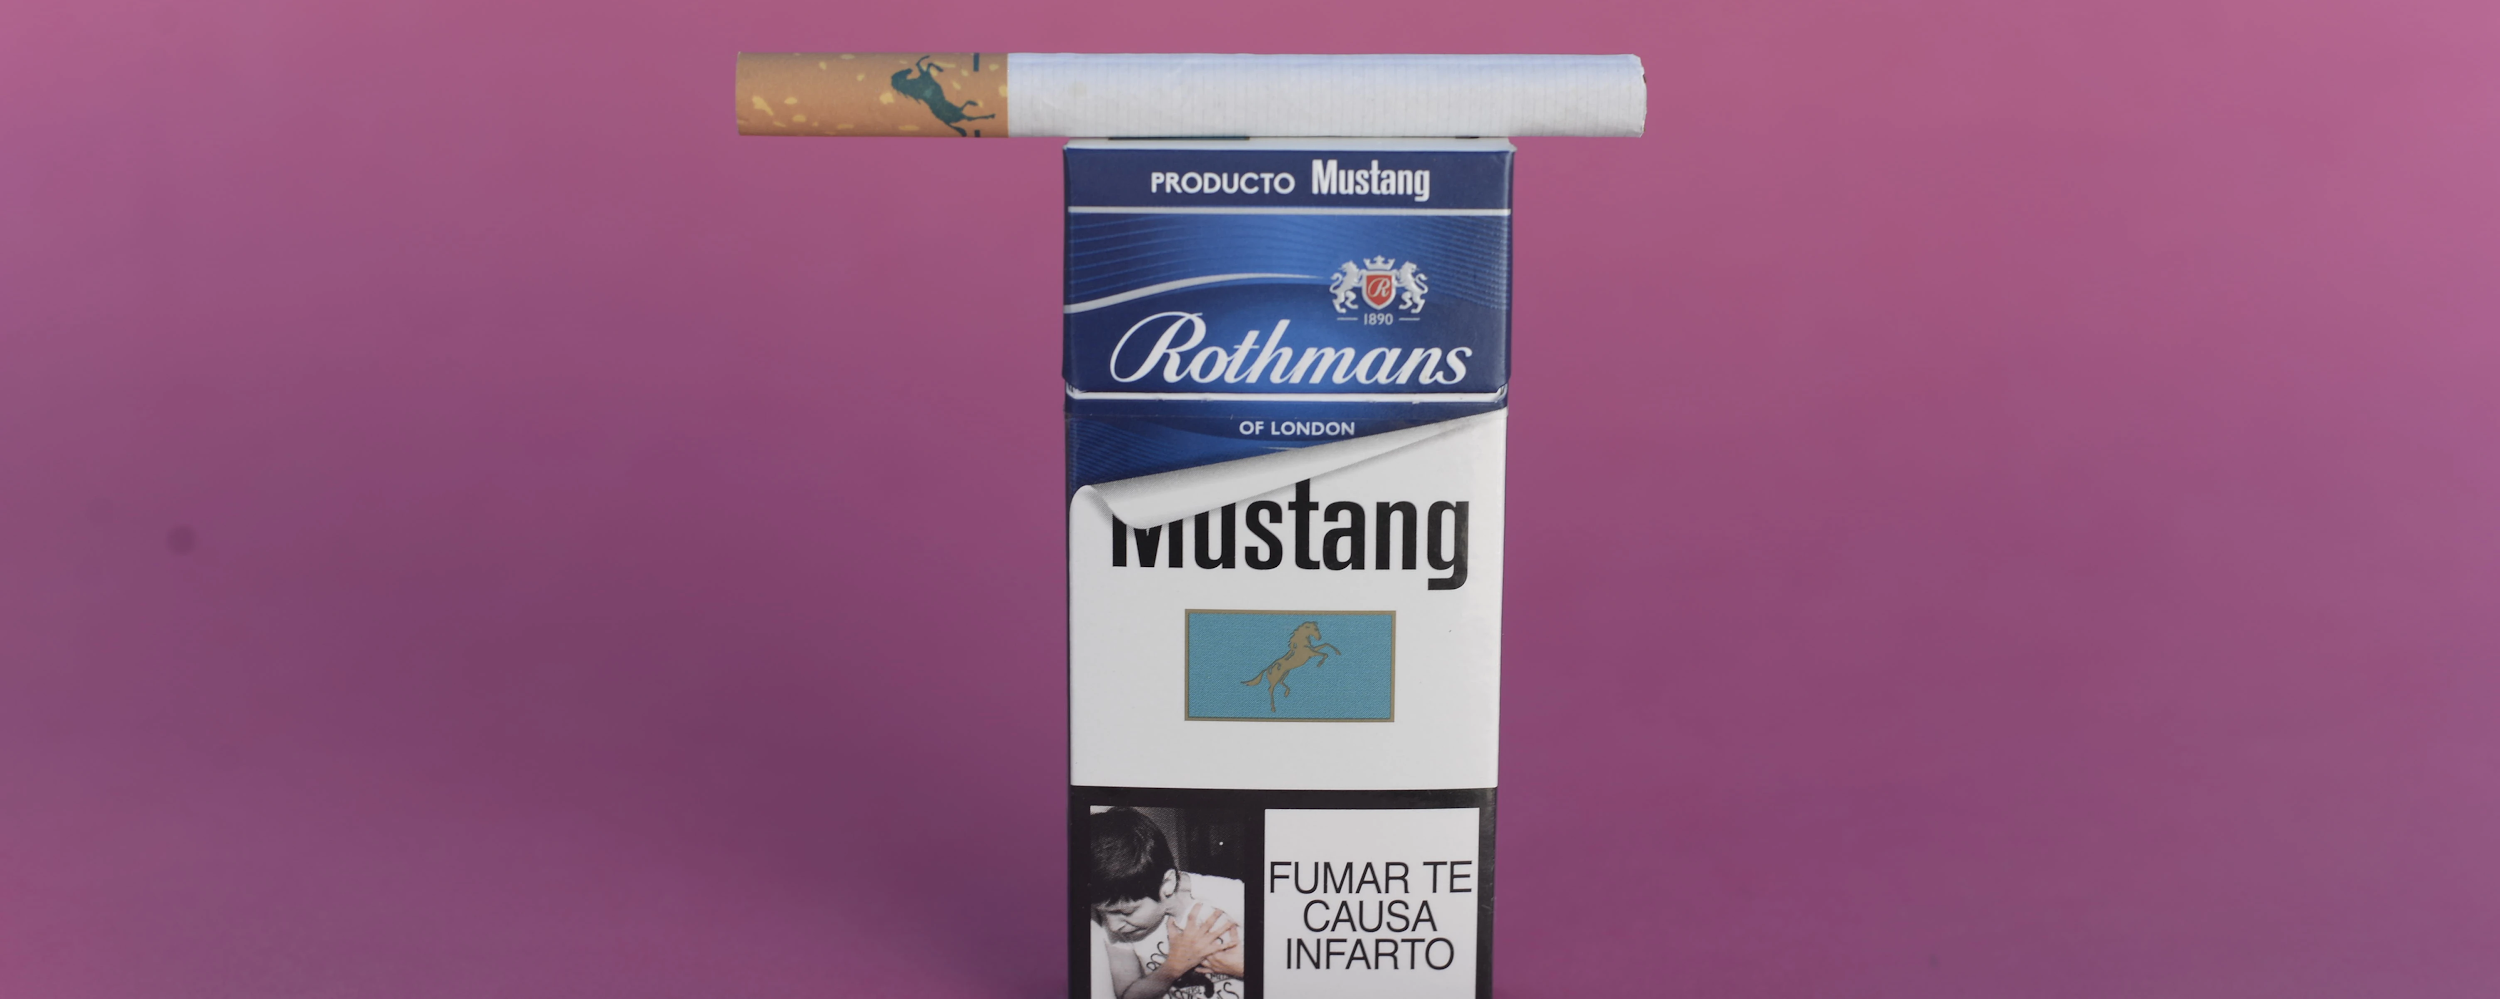 PRODUCTO Mustang
R
1890
Rothmans
OF LONDON
Mustang
FUMAR TE
CAUSA
INFARTO